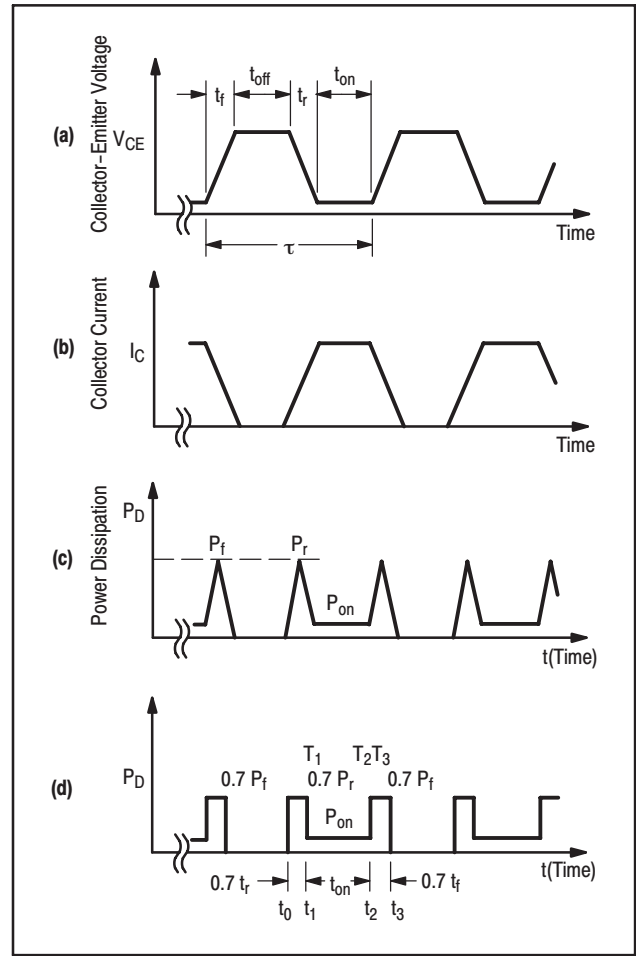 t_f t_off t_r t_on
(a)
Collector-Emitter Voltage
V_CE
Time
τ
(b)
Collector Current
I_C
Time
(c)
Power Dissipation
P_D
P_f P_r
P_on
t(Time)
(d)
P_D
T_1 T_2T_3
0.7 P_f 0.7 P_r 0.7 P_f
P_on
t(Time)
0.7 t_r t_on 0.7 t_f
t_0 t_1 t_2 t_3